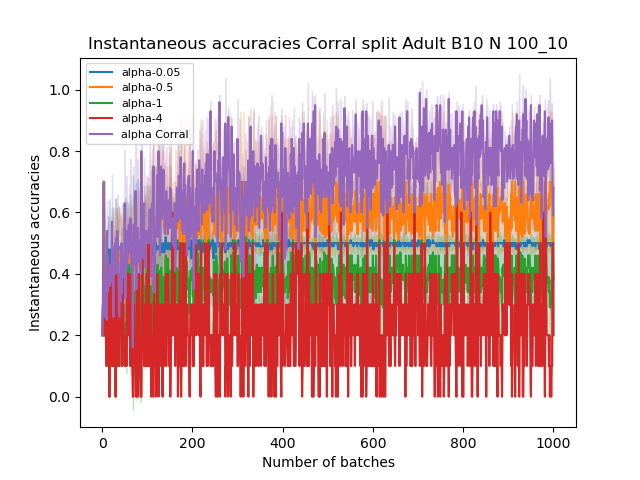 Instantaneous accuracies Corral split Adult B10 N 100_10
alpha-0.05
alpha-0.5
alpha-1
alpha-4
alpha Corral
1.0
0.8
0.6
0.4
0.2
0.0
Instantaneous accuracies
0 200 400 600 800 1000
Number of batches